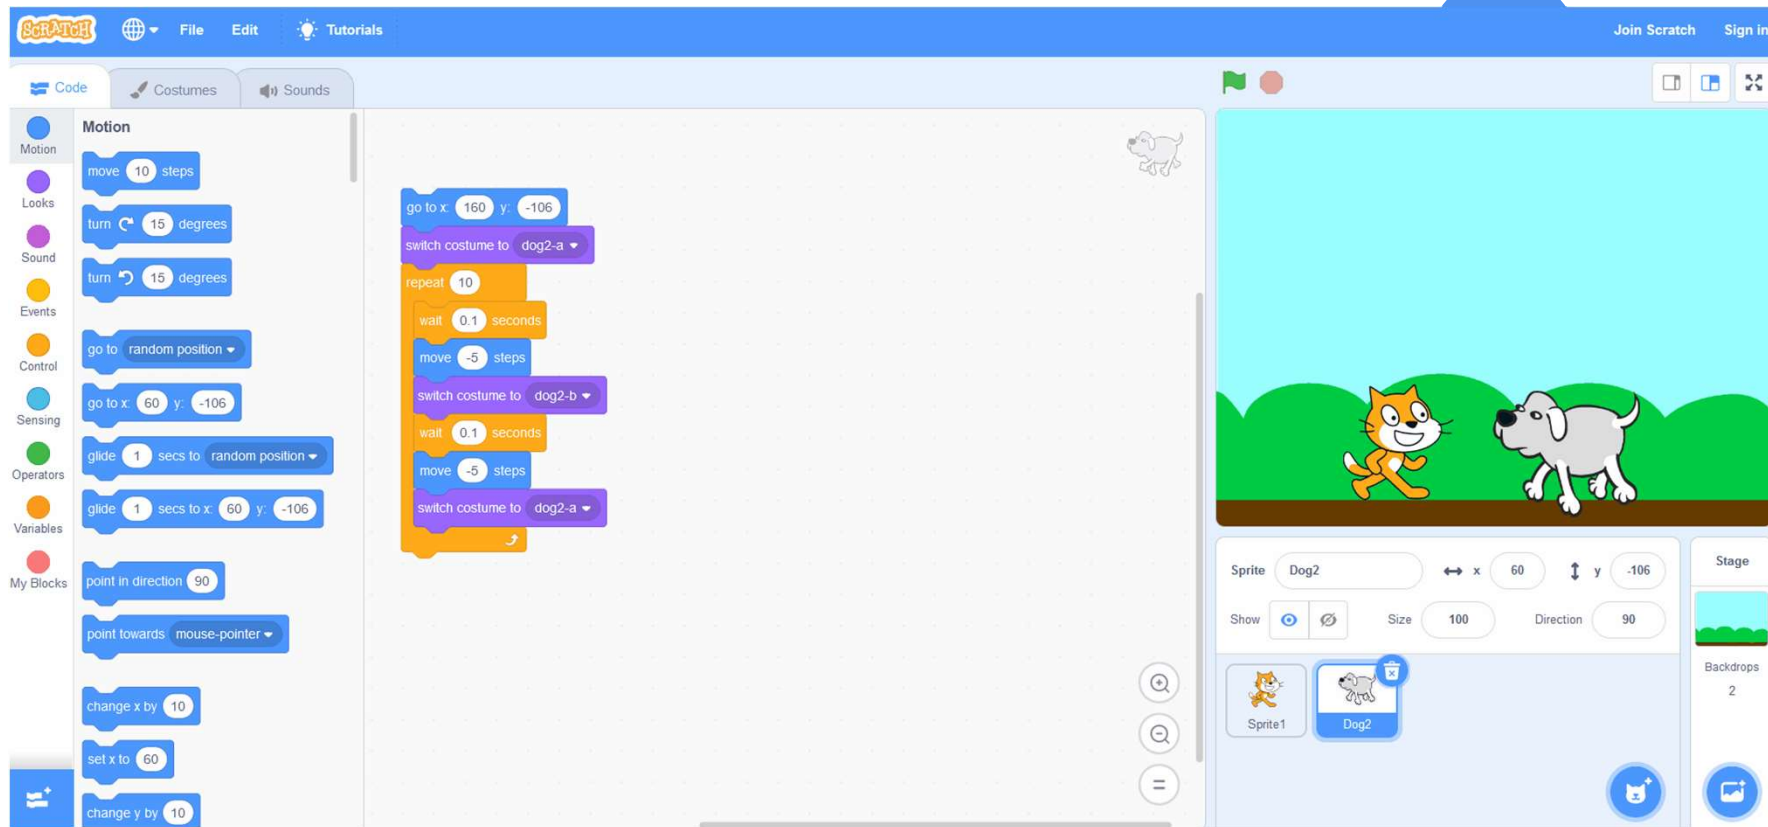 SCRATCH File Edit Tutorials Join Scratch Sign in
Code Costumes Sounds
Motion
Looks
Sound
Events
Control
Sensing
Operators
Variables
My Blocks
Motion
move 10 steps
turn 15 degrees
turn 15 degrees
go to random position
go to x: 60 y: -106
glide 1 secs to random position
glide 1 secs to x: 60 y: -106
point in direction 90
point towards mouse-pointer
change x by 10
set x to 60
change y by 10
go to x: 160 y: -106
switch costume to dog2-a
repeat 10
wait 0.1 seconds
move -5 steps
switch costume to dog2-b
wait 0.1 seconds
move -5 steps
switch costume to dog2-a
Sprite Dog2 x 60 y -106
Show Size 100 Direction 90
Sprite1
Dog2
Stage
Backdrops
2